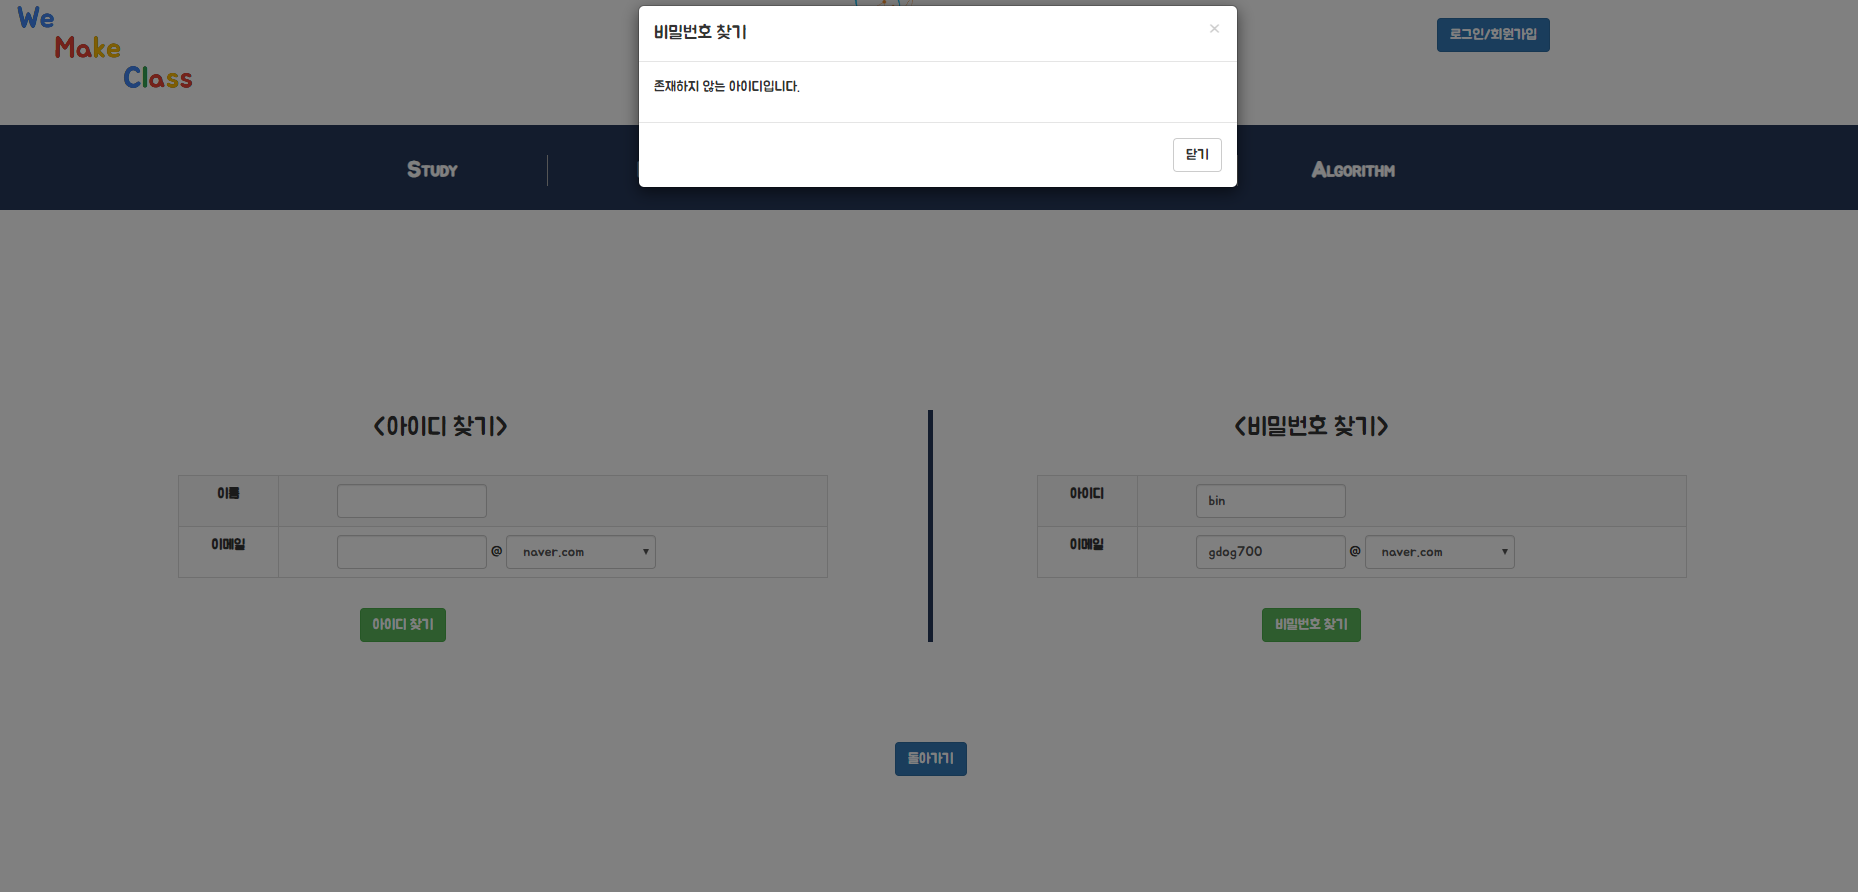 We
Make
Class
비밀번호 찾기
×
존재하지 않는 아이디입니다.
닫기
로그인/회원가입
STUDY
ALGORITHM
<아이디 찾기>
이름
이메일
@ naver.com
아이디 찾기
<비밀번호 찾기>
아이디 bin
이메일 gdog700 @ naver.com
비밀번호 찾기
돌아가기